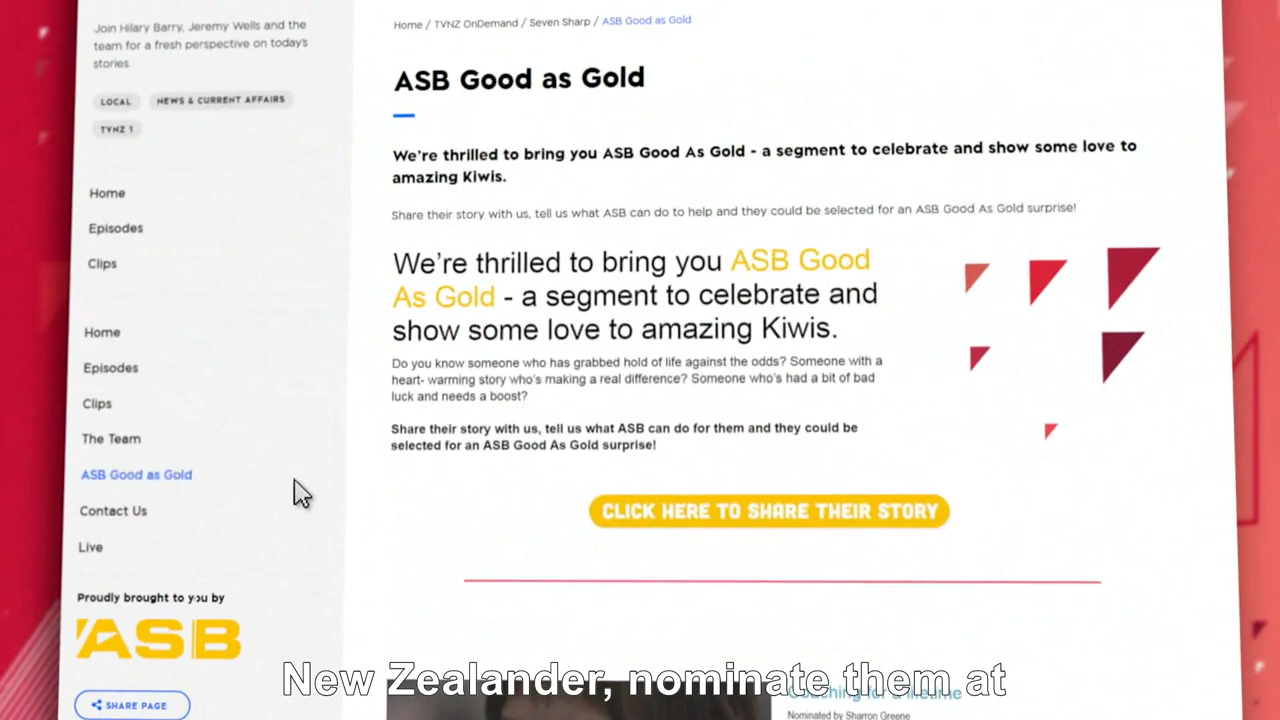 Join Hilary Barry, Jeremy Wells and the
team for a fresh perspective on today's
stories
LOCAL
NEWS & CURRENT AFFAIRS
TVNZ 1
Home
Episodes
Clips
Home
Episodes
Clips
The Team
ASB Good as Gold
Contact Us
Live
Proudly brought to you by
ASB
SHARE PAGE
Home / TVNZ OnDemand / Seven Sharp / ASB Good as Gold
ASB Good as Gold
We're thrilled to bring you ASB Good As Gold - a segment to celebrate and show some love to
amazing Kiwis.
Share their story with us, tell us what ASB can do to help and they could be selected for an ASB Good As Gold surprise!
We're thrilled to bring you ASB Good
As Gold - a segment to celebrate and
show some love to amazing Kiwis.
Do you know someone who has grabbed hold of life against the odds? Someone with a
heart- warming story who's making a real difference? Someone who's had a bit of bad
luck and needs a boost?
Share their story with us, tell us what ASB can do for them and they could be
selected for an ASB Good As Gold surprise!
CLICK HERE TO SHARE THEIR STORY
Nominated by Sharron Greene
New Zealander, nominate them at